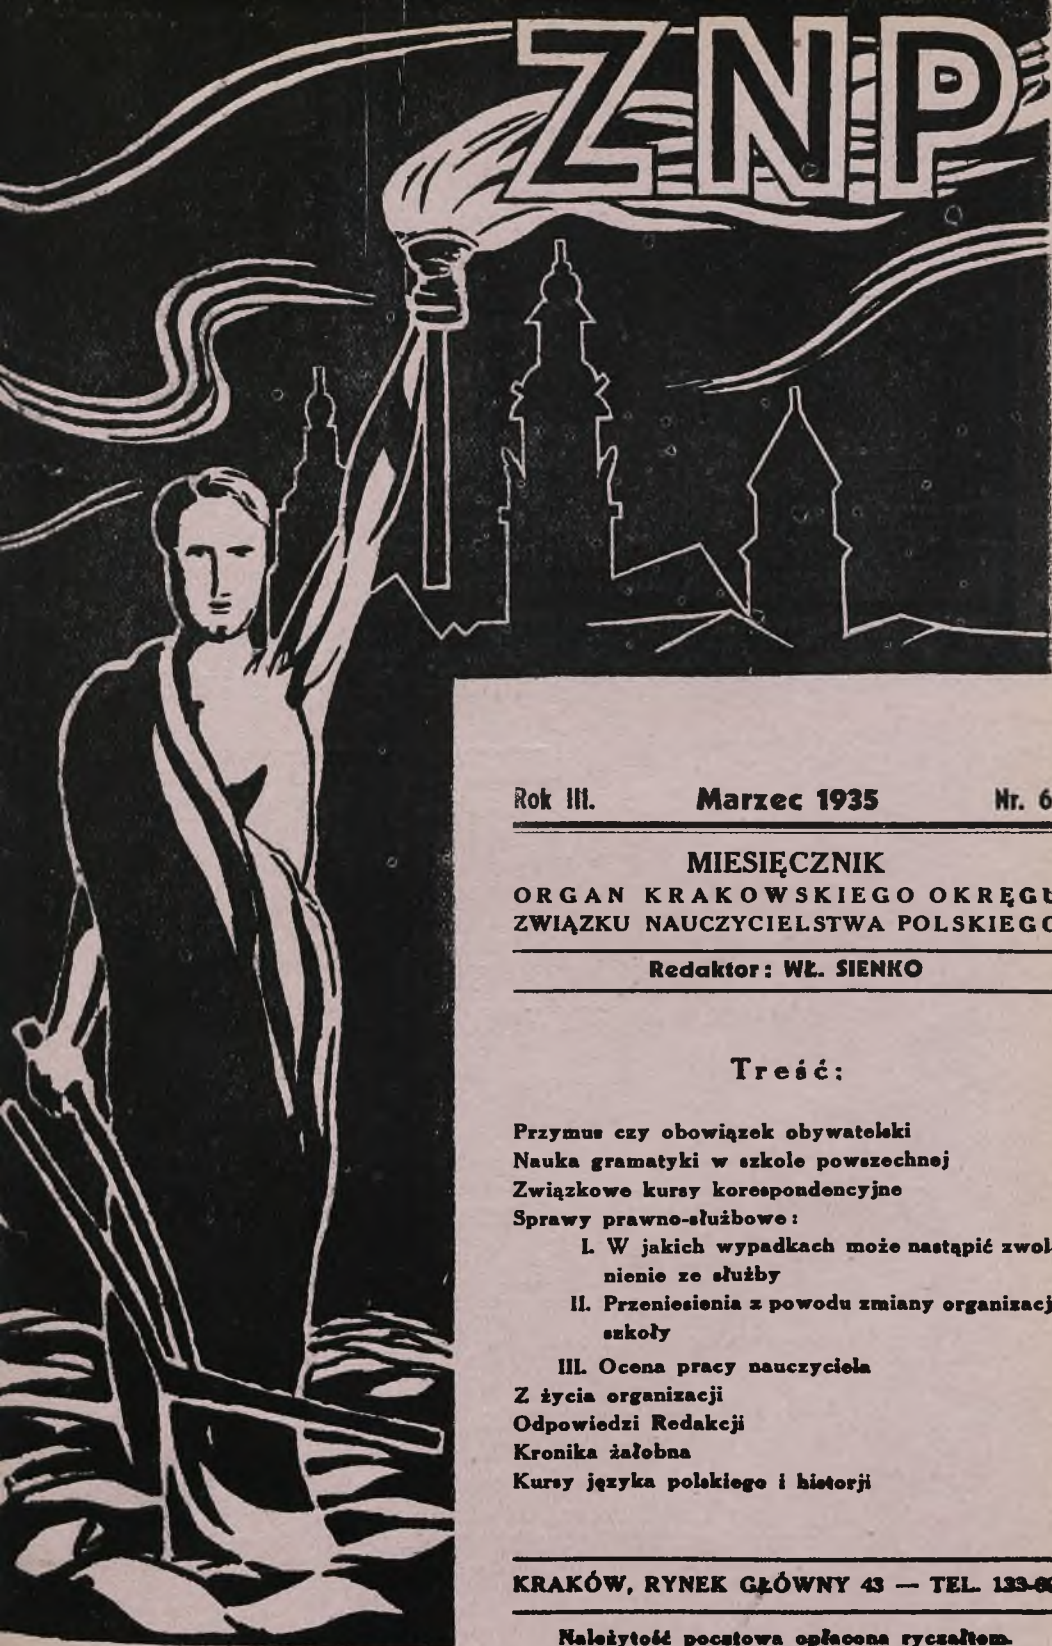 ZNP
Rok III. Marzec 1935 Nr. 6
MIESIĘCZNIK
ORGAN KRAKOWSKIEGO OKRĘGU
ZWIĄZKU NAUCZYCIELSTWA POLSKIEGO
Redaktor: WŁ. SIENKO
Treść:
Przymus czy obowiązek obywatelski
Nauka gramatyki w szkole powszechnej
Związkowe kursy korespondencyjne
Sprawy prawno-służbowe:
I. W jakich wypadkach może nastąpić zwol-
nienie ze służby
II. Przeniesienia z powodu zmiany organizacj
szkoły
III. Ocena pracy nauczyciela
Z życia organizacji
Odpowiedzi Redakcji
Kronika żałobna
Kursy języka polskiego i historji
KRAKÓW, RYNEK GŁÓWNY 43 — TEL.
Należytość pocztowa opłacona ryczałtem.